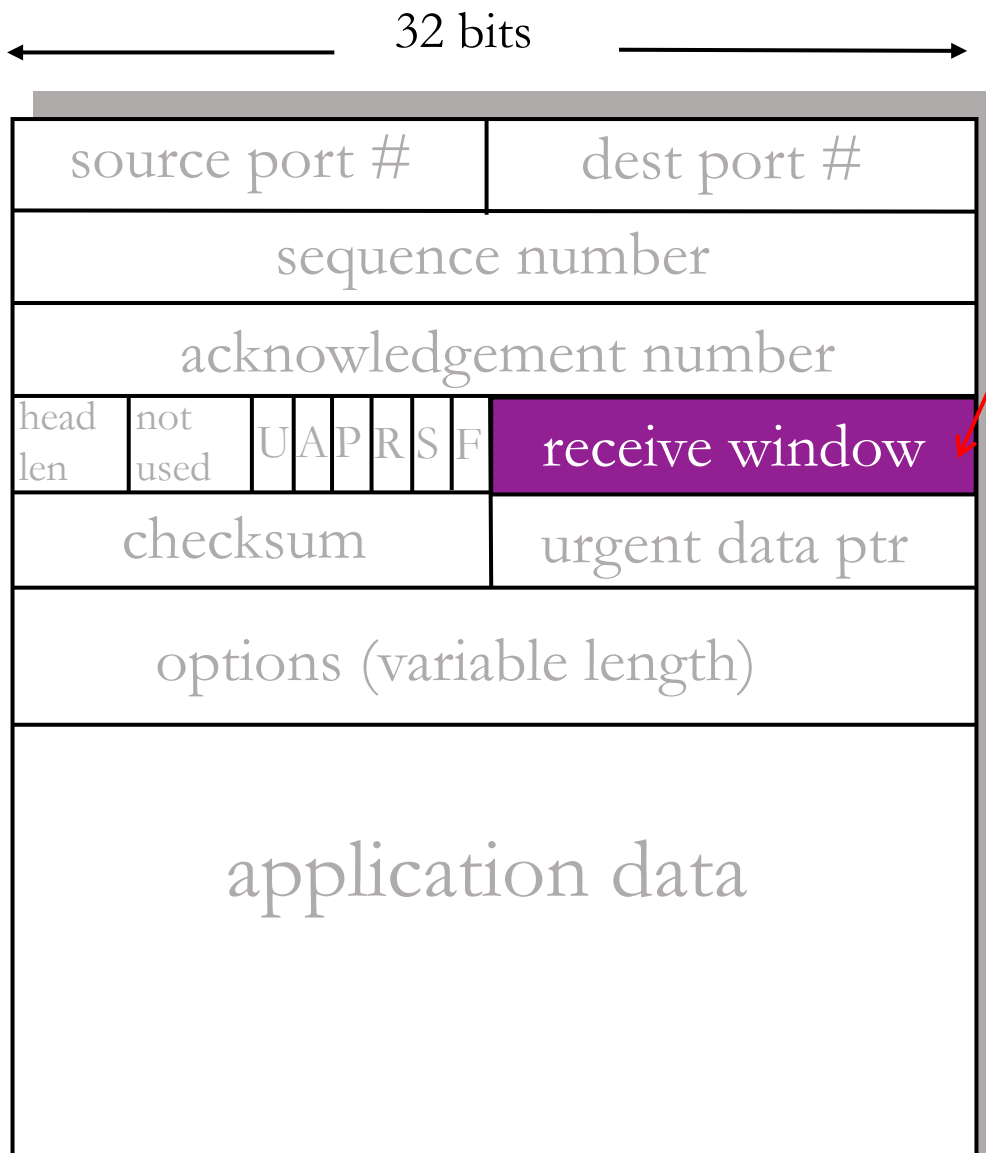 32 bits
source port # dest port #
sequence number
acknowledgement number
head len not used U A P R S F receive window
checksum urgent data ptr
options (variable length)
application data